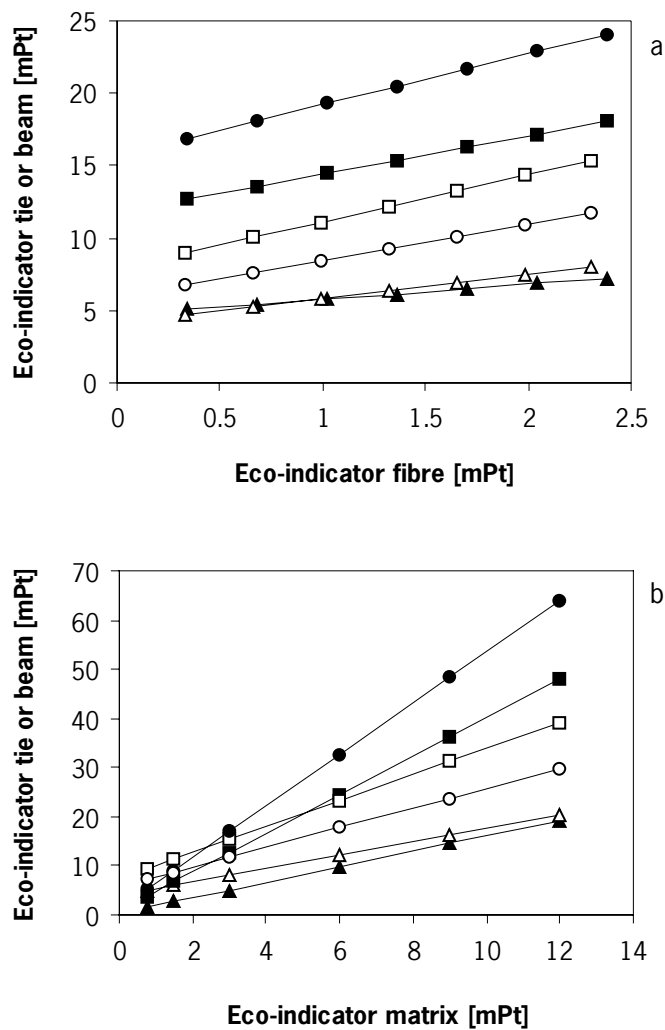 a
Eco-indicator tie or beam [mPt]
25
20
15
10
5
0
0 0.5 1 1.5 2 2.5
Eco-indicator fibre [mPt]
b
Eco-indicator tie or beam [mPt]
70
60
50
40
30
20
10
0
0 2 4 6 8 10 12 14
Eco-indicator matrix [mPt]